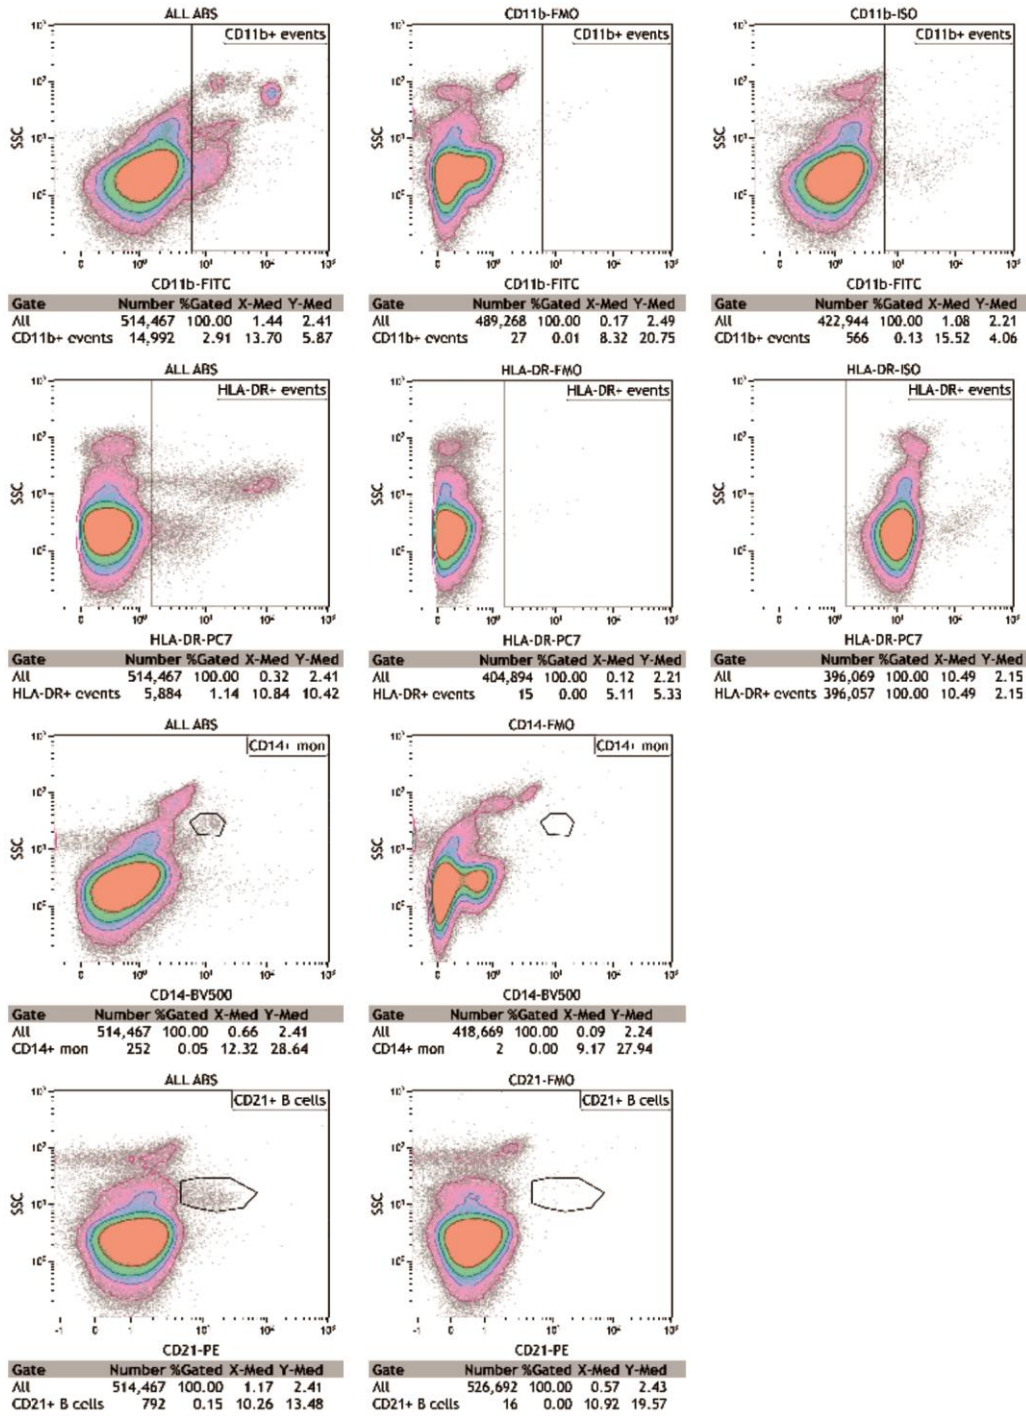 ALL ABS
CD11b+ events
SSC
CD11b-FITC
Gate Number %Gated X-Med Y-Med
All 514,467 100.00 1.44 2.41
CD11b+ events 14,992 2.91 13.70 5.87
CD11b-FMO
CD11b+ events
SSC
CD11b-FITC
Gate Number %Gated X-Med Y-Med
All 489,268 100.00 0.17 2.49
CD11b+ events 27 0.01 8.32 20.75
CD11b-ISO
CD11b+ events
SSC
CD11b-FITC
Gate Number %Gated X-Med Y-Med
All 422,944 100.00 1.08 2.21
CD11b+ events 566 0.13 15.52 4.06
ALL ABS
HLA-DR+ events
SSC
HLA-DR-PC7
Gate Number %Gated X-Med Y-Med
All 514,467 100.00 0.32 2.41
HLA-DR+ events 5,884 1.14 10.84 10.42
HLA-DR-FMO
HLA-DR+ events
SSC
HLA-DR-PC7
Gate Number %Gated X-Med Y-Med
All 404,894 100.00 0.12 2.21
HLA-DR+ events 15 0.00 5.11 5.33
HLA-DR-ISO
HLA-DR+ events
SSC
HLA-DR-PC7
Gate Number %Gated X-Med Y-Med
All 396,069 100.00 10.49 2.15
HLA-DR+ events 396,057 100.00 10.49 2.15
ALL ABS
CD14+ mon
SSC
CD14-BV500
Gate Number %Gated X-Med Y-Med
All 514,467 100.00 0.66 2.41
CD14+ mon 252 0.05 12.32 28.64
CD14-FMO
CD14+ mon
SSC
CD14-BV500
Gate Number %Gated X-Med Y-Med
All 418,669 100.00 0.09 2.24
CD14+ mon 2 0.00 9.17 27.94
ALL ABS
CD21+ B cells
SSC
CD21-PE
Gate Number %Gated X-Med Y-Med
All 514,467 100.00 1.17 2.41
CD21+ B cells 792 0.15 10.26 13.48
CD21-FMO
CD21+ B cells
SSC
CD21-PE
Gate Number %Gated X-Med Y-Med
All 526,692 100.00 0.57 2.43
CD21+ B cells 16 0.00 10.92 19.57